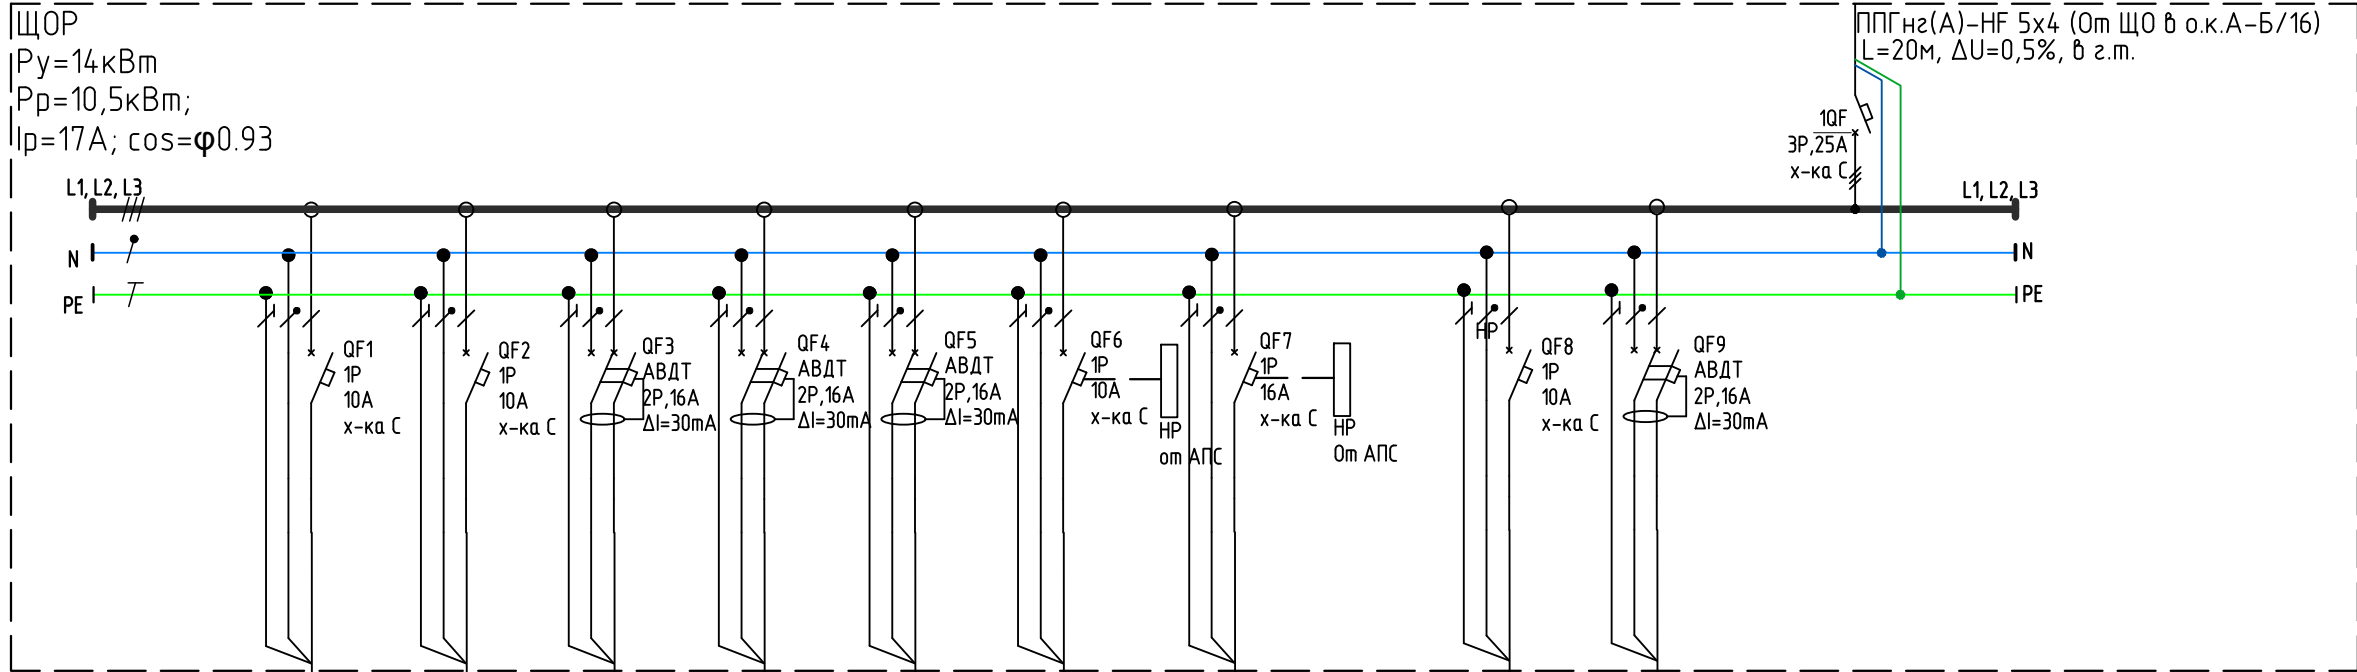 ЩОР
Ру=14кВт
Рр=10,5кВт;
Iр=17А; cos=φ0.93
ППГнг(А)-HF 5х4 (От ЩО в о.к.А-Б/16)
L=20м, ΔU=0,5%, в г.т.
1QF
3Р,25А
х-ка С
L1, L2, L3
L1, L2, L3
N
N
PE
PE
QF1
1Р
10А
х-ка С
QF2
1Р
10А
х-ка С
QF3
АВДТ
2Р,16А
ΔI=30mA
QF4
АВДТ
2Р,16А
ΔI=30mA
QF5
АВДТ
2Р,16А
ΔI=30mA
QF6
1Р
10А
х-ка С
НР
от АПС
QF7
1Р
16А
х-ка С
НР
От АПС
НР
QF8
1Р
10А
х-ка С
QF9
АВДТ
2Р,16А
ΔI=30mA